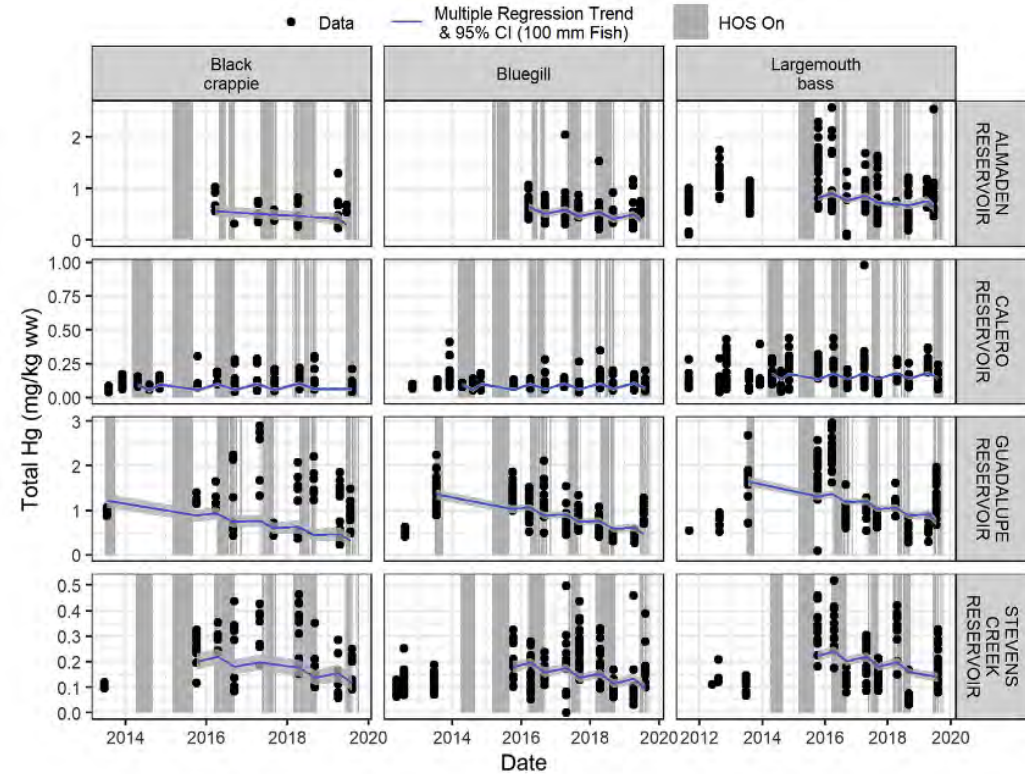 Data
Multiple Regression Trend
& 95% CI (100 mm Fish)
HOS On
Black
crappie
Bluegill
Largemouth
bass
Total Hg (mg/kg ww)
2
1
0
ALMADEN
RESERVOIR
1.00
0.75
0.50
0.25
0.00
CALERO
RESERVOIR
3
2
1
0
GUADALUPE
RESERVOIR
0.5
0.4
0.3
0.2
0.1
0.0
STEVENS
CREEK
RESERVOIR
2014 2016 2018 2020
2014 2016 2018 2020
2012 2014 2016 2018 2020
Date